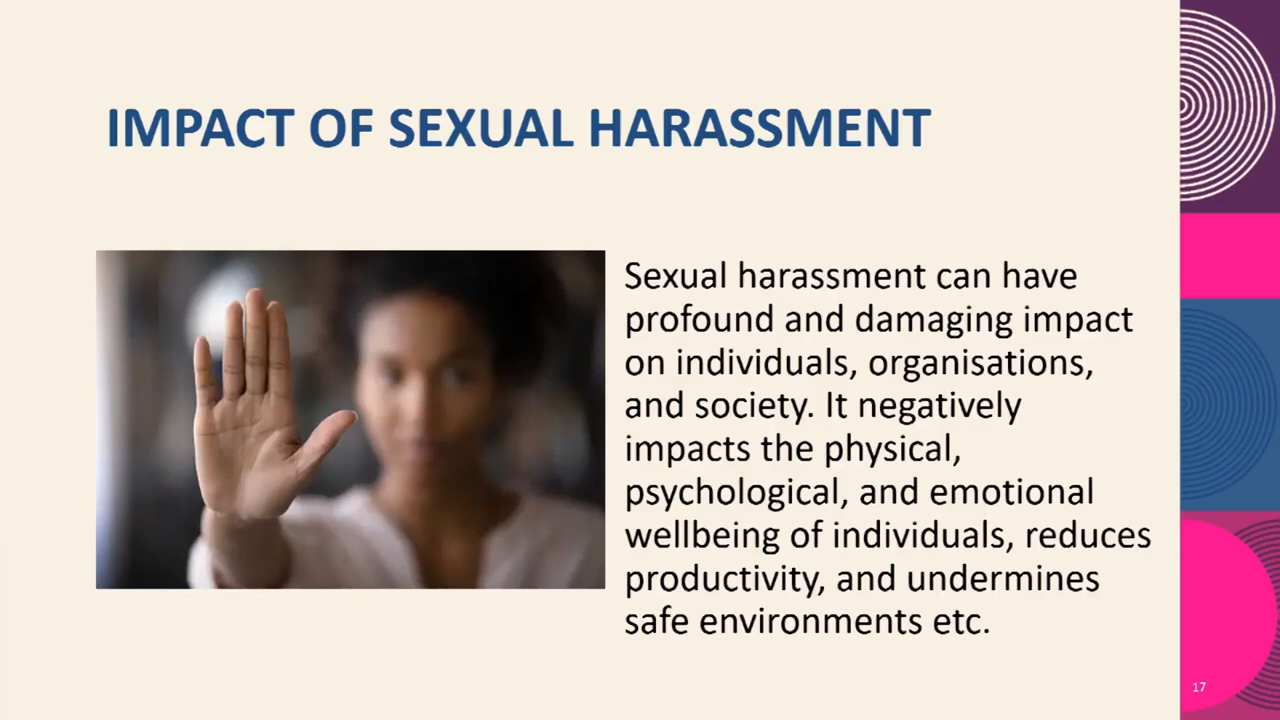 IMPACT OF SEXUAL HARASSMENT
Sexual harassment can have
profound and damaging impact
on individuals, organisations,
and society. It negatively
impacts the physical,
psychological, and emotional
wellbeing of individuals, reduces
productivity, and undermines
safe environments etc.
17